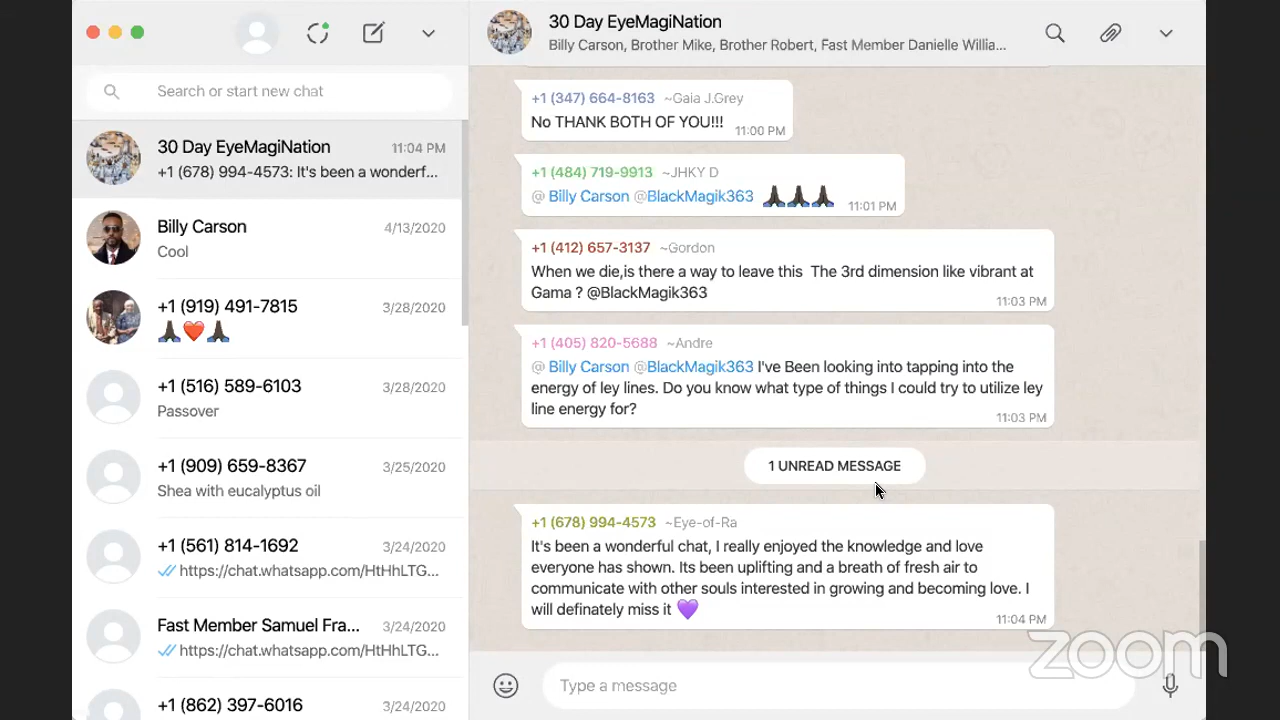 30 Day EyeMagiNation
Billy Carson, Brother Mike, Brother Robert, Fast Member Danielle Willia...
Search or start new chat
30 Day EyeMagiNation
11:04 PM
+1 (678) 994-4573: It's been a wonderf...
Billy Carson
4/13/2020
Cool
+1 (919) 491-7815
3/28/2020
🙏🏿❤️🙏🏿
+1 (516) 589-6103
3/28/2020
Passover
+1 (909) 659-8367
3/25/2020
Shea with eucalyptus oil
+1 (561) 814-1692
3/24/2020
https://chat.whatsapp.com/HtHhLTG...
Fast Member Samuel Fra...
3/24/2020
https://chat.whatsapp.com/HtHhLTG...
+1 (862) 397-6016
3/24/2020
+1 (347) 664-8163 ~Gaia J.Grey
No THANK BOTH OF YOU!!!
11:00 PM
+1 (484) 719-9913 ~JHKY D
@ Billy Carson @BlackMagik363 🙏🏿🙏🏿🙏🏿
11:01 PM
+1 (412) 657-3137 ~Gordon
When we die,is there a way to leave this The 3rd dimension like vibrant at
Gama ? @BlackMagik363
11:03 PM
+1 (405) 820-5688 ~Andre
@ Billy Carson @BlackMagik363 I've Been looking into tapping into the
energy of ley lines. Do you know what type of things I could try to utilize ley
line energy for?
11:03 PM
1 UNREAD MESSAGE
+1 (678) 994-4573 ~Eye-of-Ra
It's been a wonderful chat, I really enjoyed the knowledge and love
everyone has shown. Its been uplifting and a breath of fresh air to
communicate with other souls interested in growing and becoming love. I
will definately miss it 💜
11:04 PM
Type a message
zoom